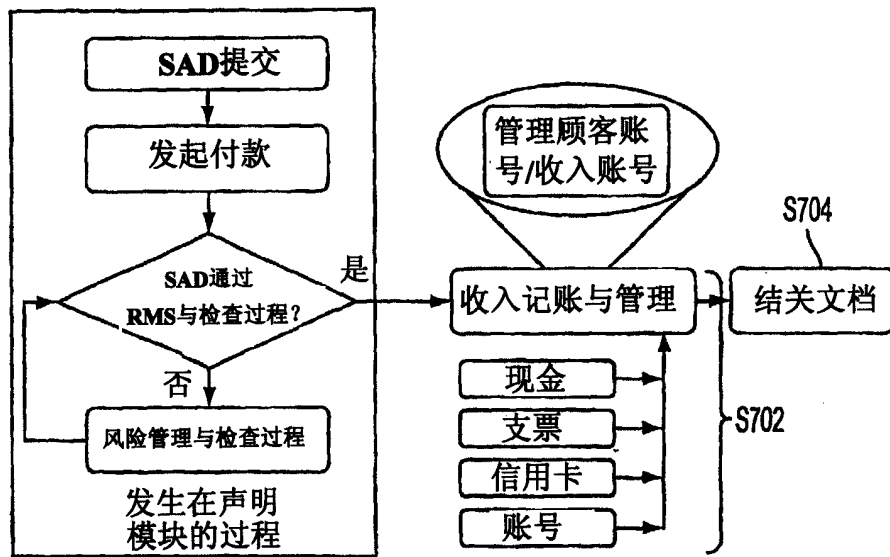 SAD提交
发起付款
SAD通过
RMS与检查过程?
是
否
风险管理与检查过程
发生在声明
模块的过程
管理顾客账
号/收入账号
收入记账与管理
现金
支票
信用卡
账号
S702
S704
结关文档